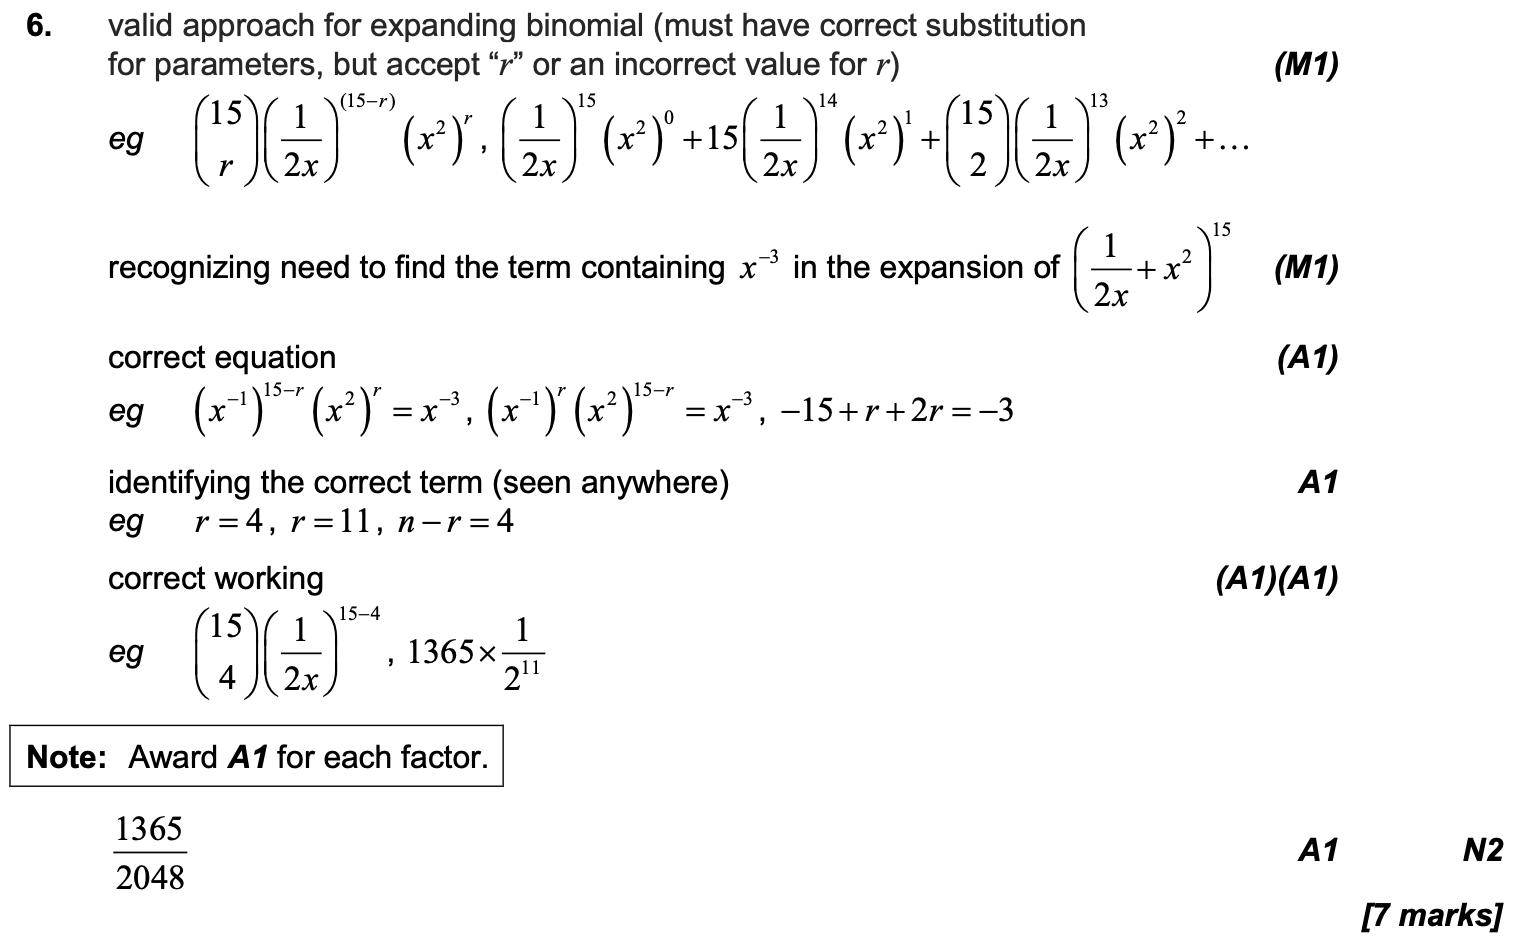 6. valid approach for expanding binomial (must have correct substitution
for parameters, but accept “r” or an incorrect value for r) (M1)
eg $\binom{15}{r}\left(\frac{1}{2x}\right)^{(15-r)}\left(x^2\right)^r, \left(\frac{1}{2x}\right)^{15}\left(x^2\right)^0+15\left(\frac{1}{2x}\right)^{14}\left(x^2\right)^1+\binom{15}{2}\left(\frac{1}{2x}\right)^{13}\left(x^2\right)^2+\ldots$
recognizing need to find the term containing $x^{-3}$ in the expansion of $\left(\frac{1}{2x}+x^2\right)^{15}$ (M1)
correct equation (A1)
eg $\left(x^{-1}\right)^{15-r}\left(x^2\right)^r=x^{-3}, \left(x^{-1}\right)^r\left(x^2\right)^{15-r}=x^{-3}, -15+r+2r=-3$
identifying the correct term (seen anywhere) A1
eg $r=4, r=11, n-r=4$
correct working (A1)(A1)
eg $\binom{15}{4}\left(\frac{1}{2x}\right)^{15-4}, 1365\times\frac{1}{2^{11}}$
Note: Award A1 for each factor.
$\frac{1365}{2048}$ A1 N2
[7 marks]